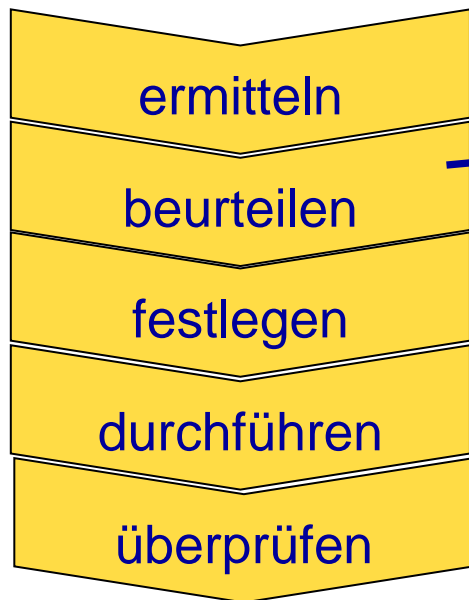 ermitteln
beurteilen
festlegen
durchführen
überprüfen